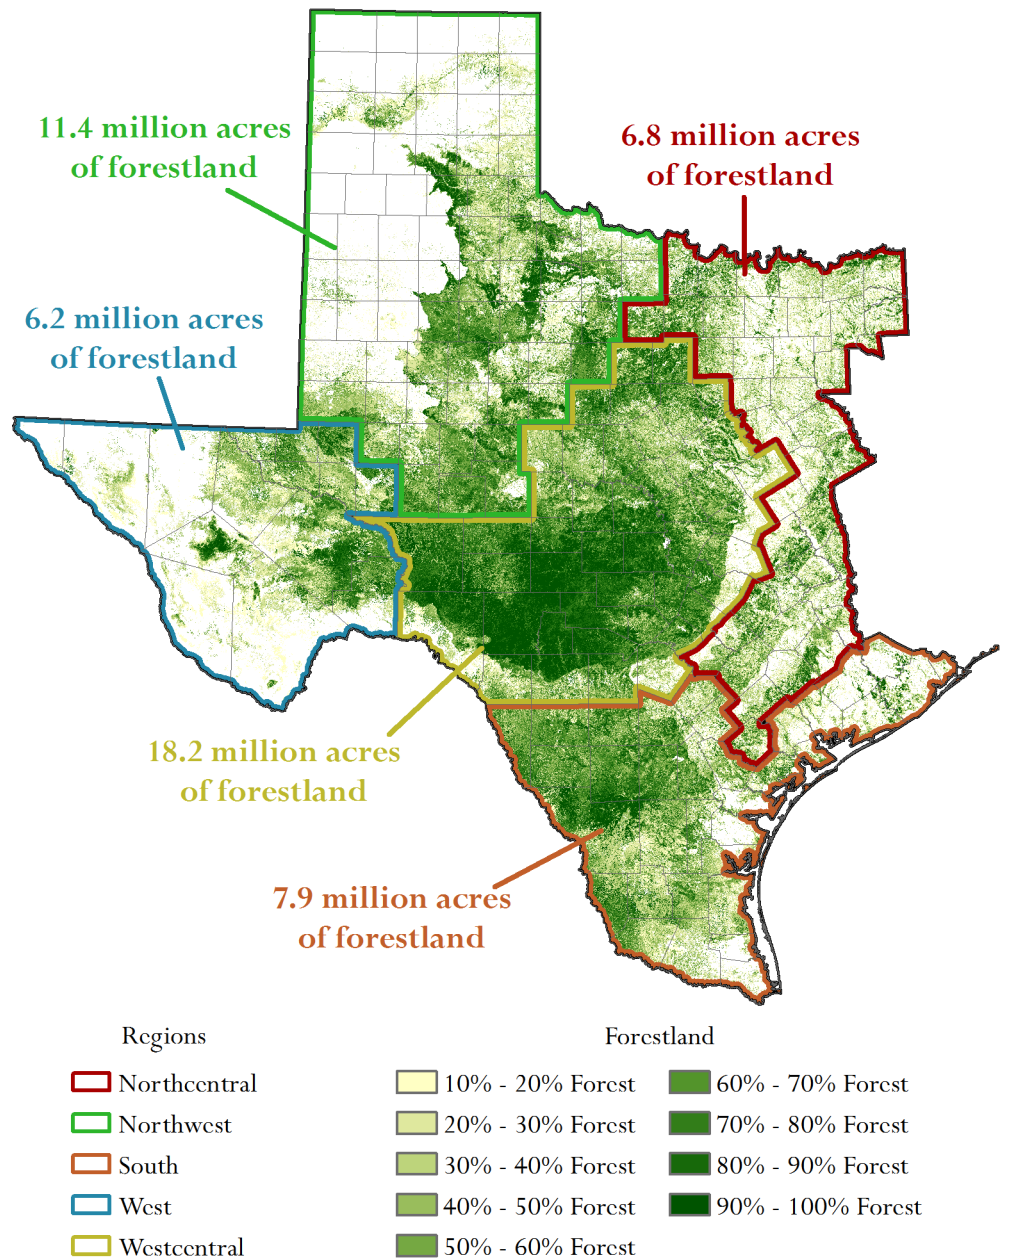 11.4 million acres
of forestland
6.8 million acres
of forestland
6.2 million acres
of forestland
18.2 million acres
of forestland
7.9 million acres
of forestland
Regions
Northcentral
Northwest
South
West
Westcentral
Forestland
10% - 20% Forest
20% - 30% Forest
30% - 40% Forest
40% - 50% Forest
50% - 60% Forest
60% - 70% Forest
70% - 80% Forest
80% - 90% Forest
90% - 100% Forest